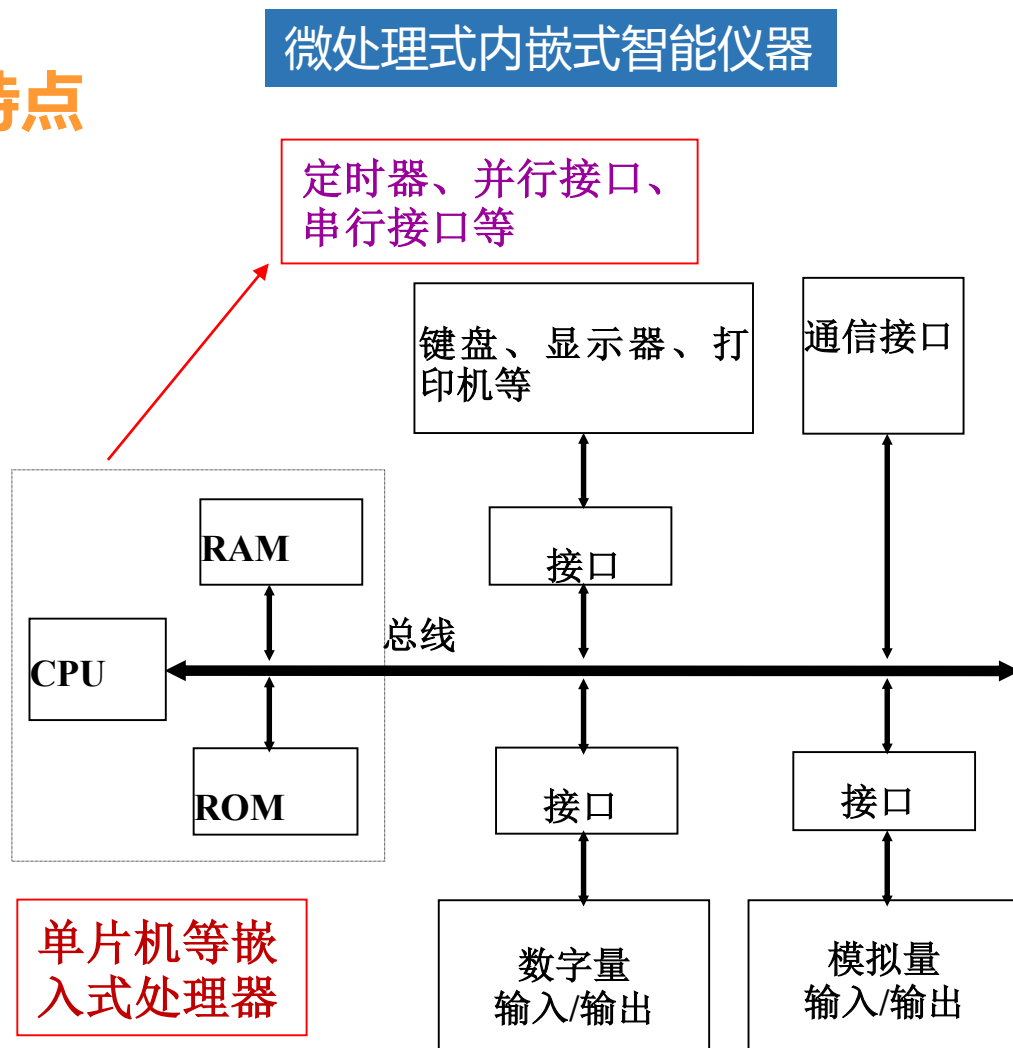 微处理式内嵌式智能仪器
特点
定时器、并行接口、
串行接口等
键盘、显示器、打
印机等
通信接口
RAM
接口
总线
CPU
ROM
接口
接口
单片机等嵌
入式处理器
数字量
输入/输出
模拟量
输入/输出